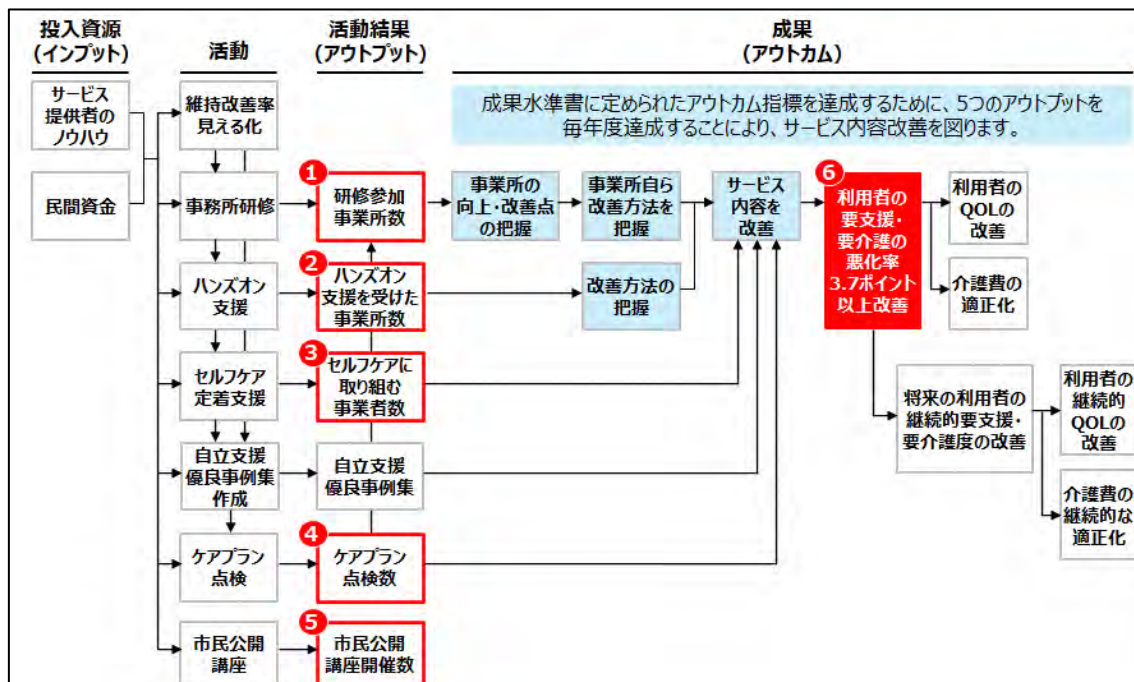 投入資源
（インプット）
活動
活動結果
（アウトプット）
成果
（アウトカム）
サービス
提供者の
ノウハウ
民間資金
維持改善率
見える化
事務所研修
ハンズオン
支援
セルフケア
定着支援
自立支援
優良事例集
作成
ケアプラン
点検
市民公開
講座
1
研修参加
事業所数
2
ハンズオン
支援を受けた
事業所数
3
セルフケアに
取り組む
事業者数
自立支援
優良事例集
4
ケアプラン
点検数
5
市民公開
講座開催数
成果水準書に定められたアウトカム指標を達成するために、5つのアウトプットを
毎年度達成することにより、サービス内容改善を図ります。
事業所の
向上・改善点
の把握
事業所自ら
改善方法を
把握
改善方法の
把握
サービス
内容を
改善
6
利用者の
要支援・
要介護の
悪化率
3.7ポイント
以上改善
利用者の
QOLの
改善
介護費の
適正化
将来の利用者の
継続的要支援・
要介護度の改善
利用者の
継続的
QOLの
改善
介護費の
継続的な
適正化